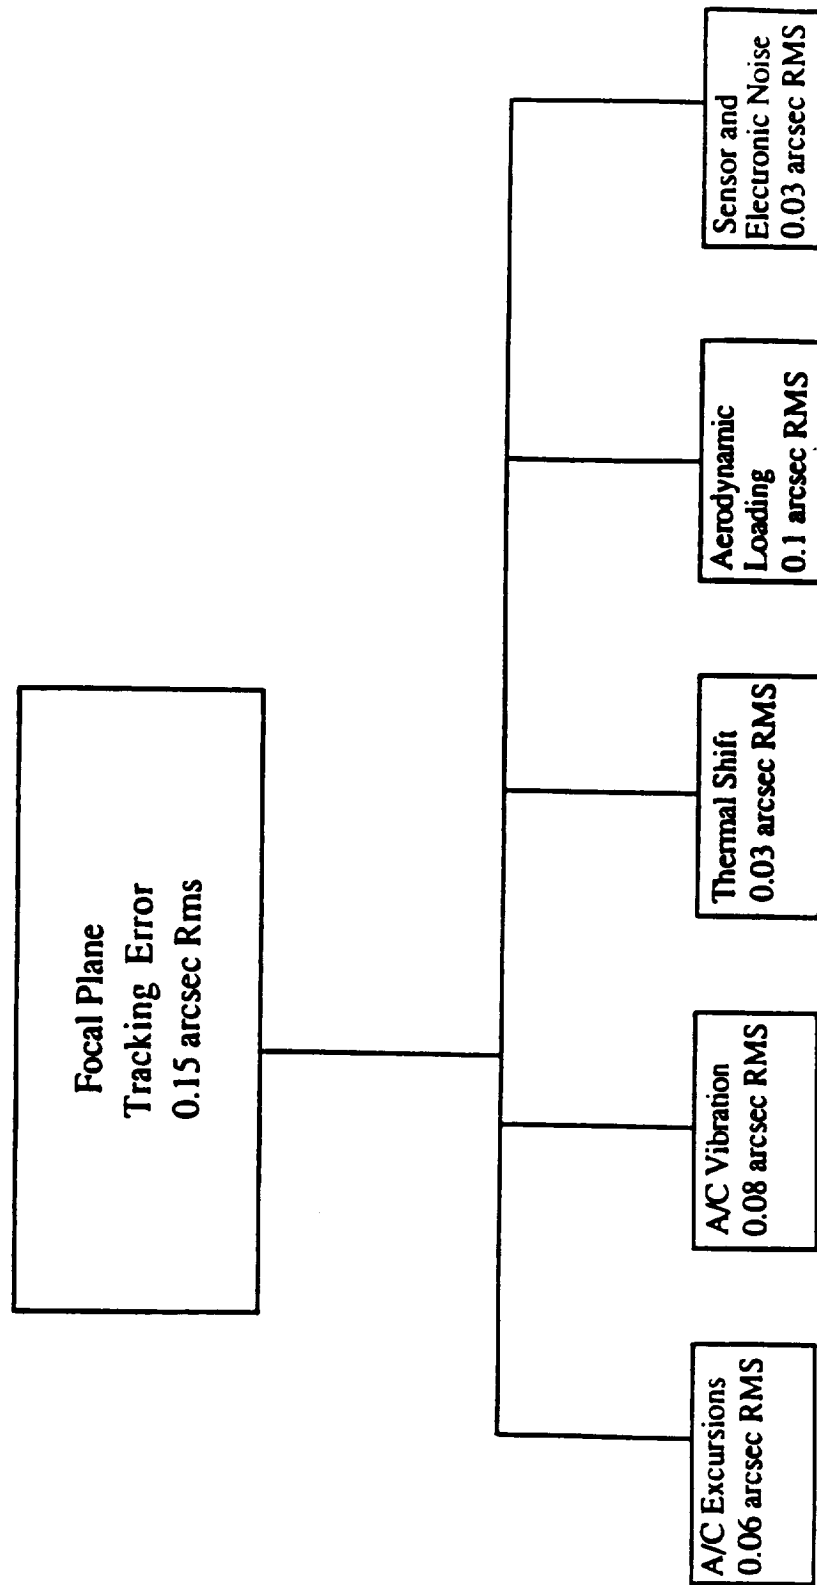 Focal Plane
Tracking Error
0.15 arcsec Rms
A/C Excursions
0.06 arcsec RMS
A/C Vibration
0.08 arcsec RMS
Thermal Shift
0.03 arcsec RMS
Aerodynamic
Loading
0.1 arcsec RMS
Sensor and
Electronic Noise
0.03 arcsec RMS